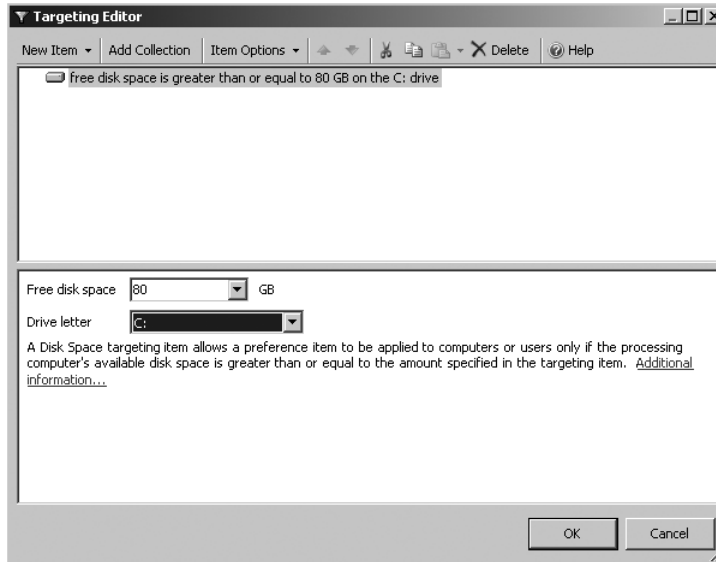 Targeting Editor
New Item Add Collection Item Options Delete Help
free disk space is greater than or equal to 80 GB on the C: drive
Free disk space 80 GB
Drive letter C:
A Disk Space targeting item allows a preference item to be applied to computers or users only if the processing
computer's available disk space is greater than or equal to the amount specified in the targeting item. Additional
information...
OK Cancel